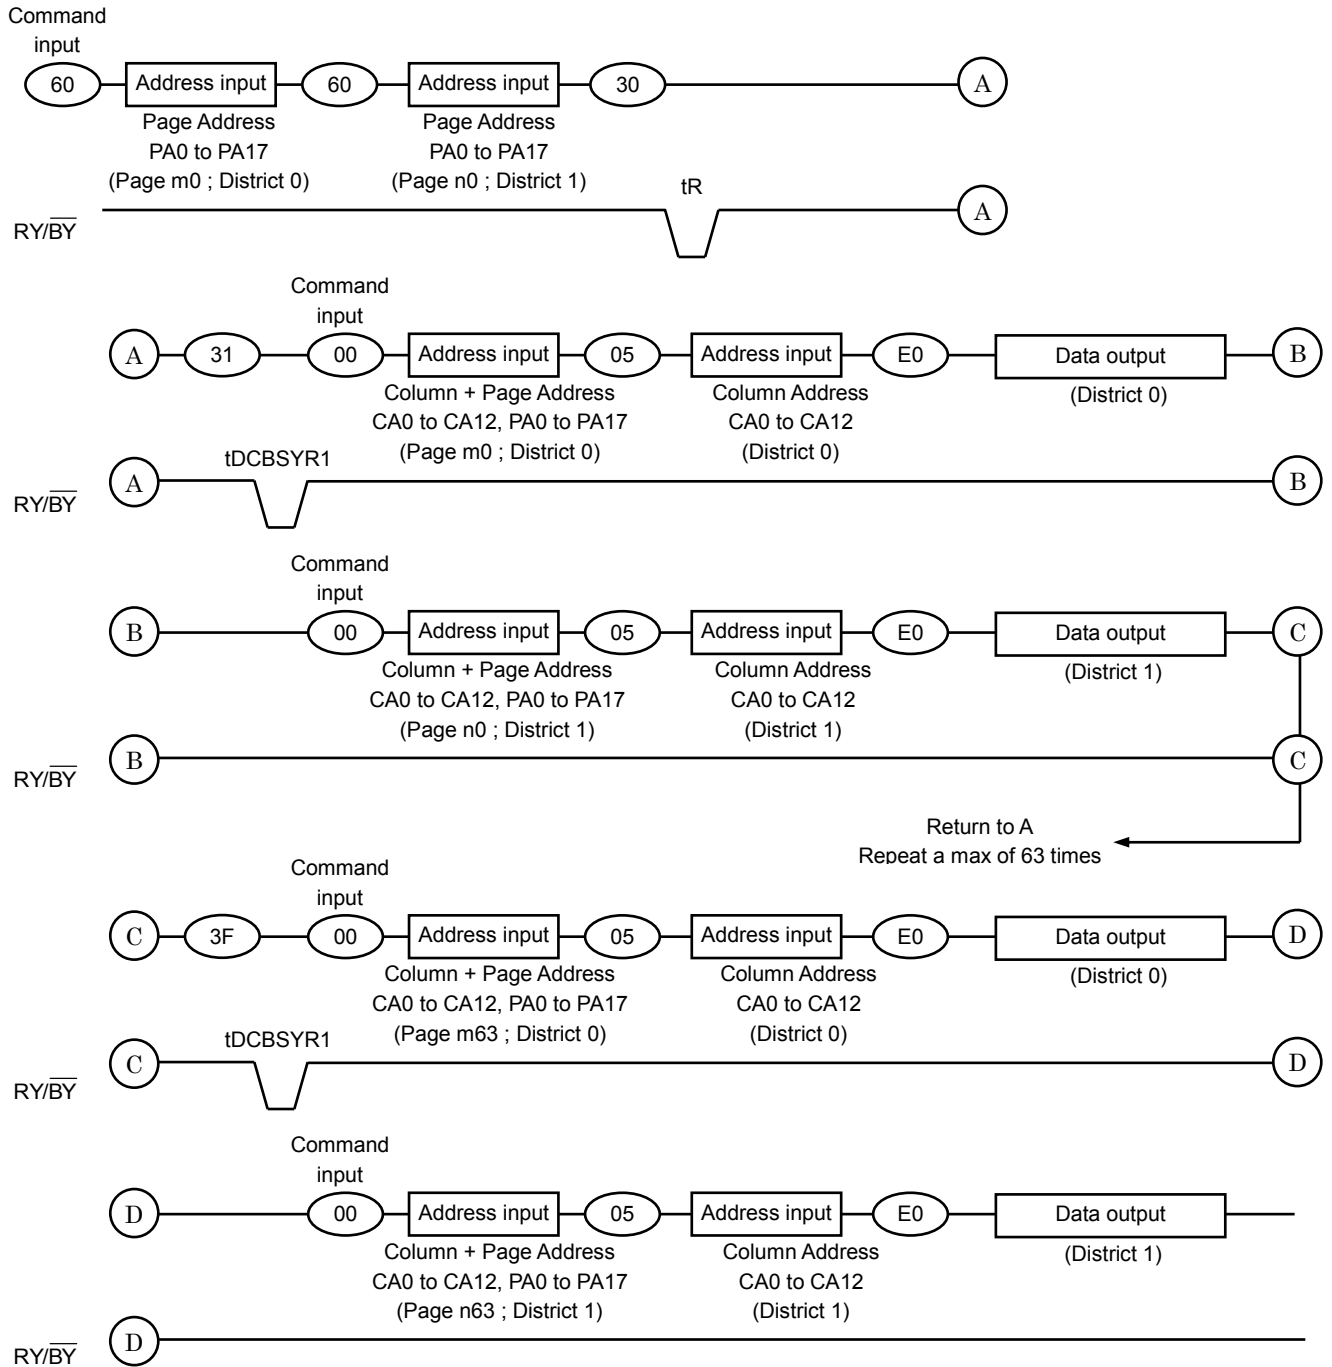 Command
input
60 Address input 60 Address input 30 A
Page Address Page Address
PA0 to PA17 PA0 to PA17
(Page m0 ; District 0) (Page n0 ; District 1)
tR
RY/BY A
Command
input
A 31 00 Address input 05 Address input E0 Data output B
Column + Page Address Column Address (District 0)
CA0 to CA12, PA0 to PA17 CA0 to CA12
(Page m0 ; District 0) (District 0)
tDCBSYR1
RY/BY A B
Command
input
B 00 Address input 05 Address input E0 Data output C
Column + Page Address Column Address (District 1)
CA0 to CA12, PA0 to PA17 CA0 to CA12
(Page n0 ; District 1) (District 1)
RY/BY B C
Return to A
Repeat a max of 63 times
Command
input
C 3F 00 Address input 05 Address input E0 Data output D
Column + Page Address Column Address (District 0)
CA0 to CA12, PA0 to PA17 CA0 to CA12
(Page m63 ; District 0) (District 0)
tDCBSYR1
RY/BY C D
Command
input
D 00 Address input 05 Address input E0 Data output
Column + Page Address Column Address (District 1)
CA0 to CA12, PA0 to PA17 CA0 to CA12
(Page n63 ; District 1) (District 1)
RY/BY D